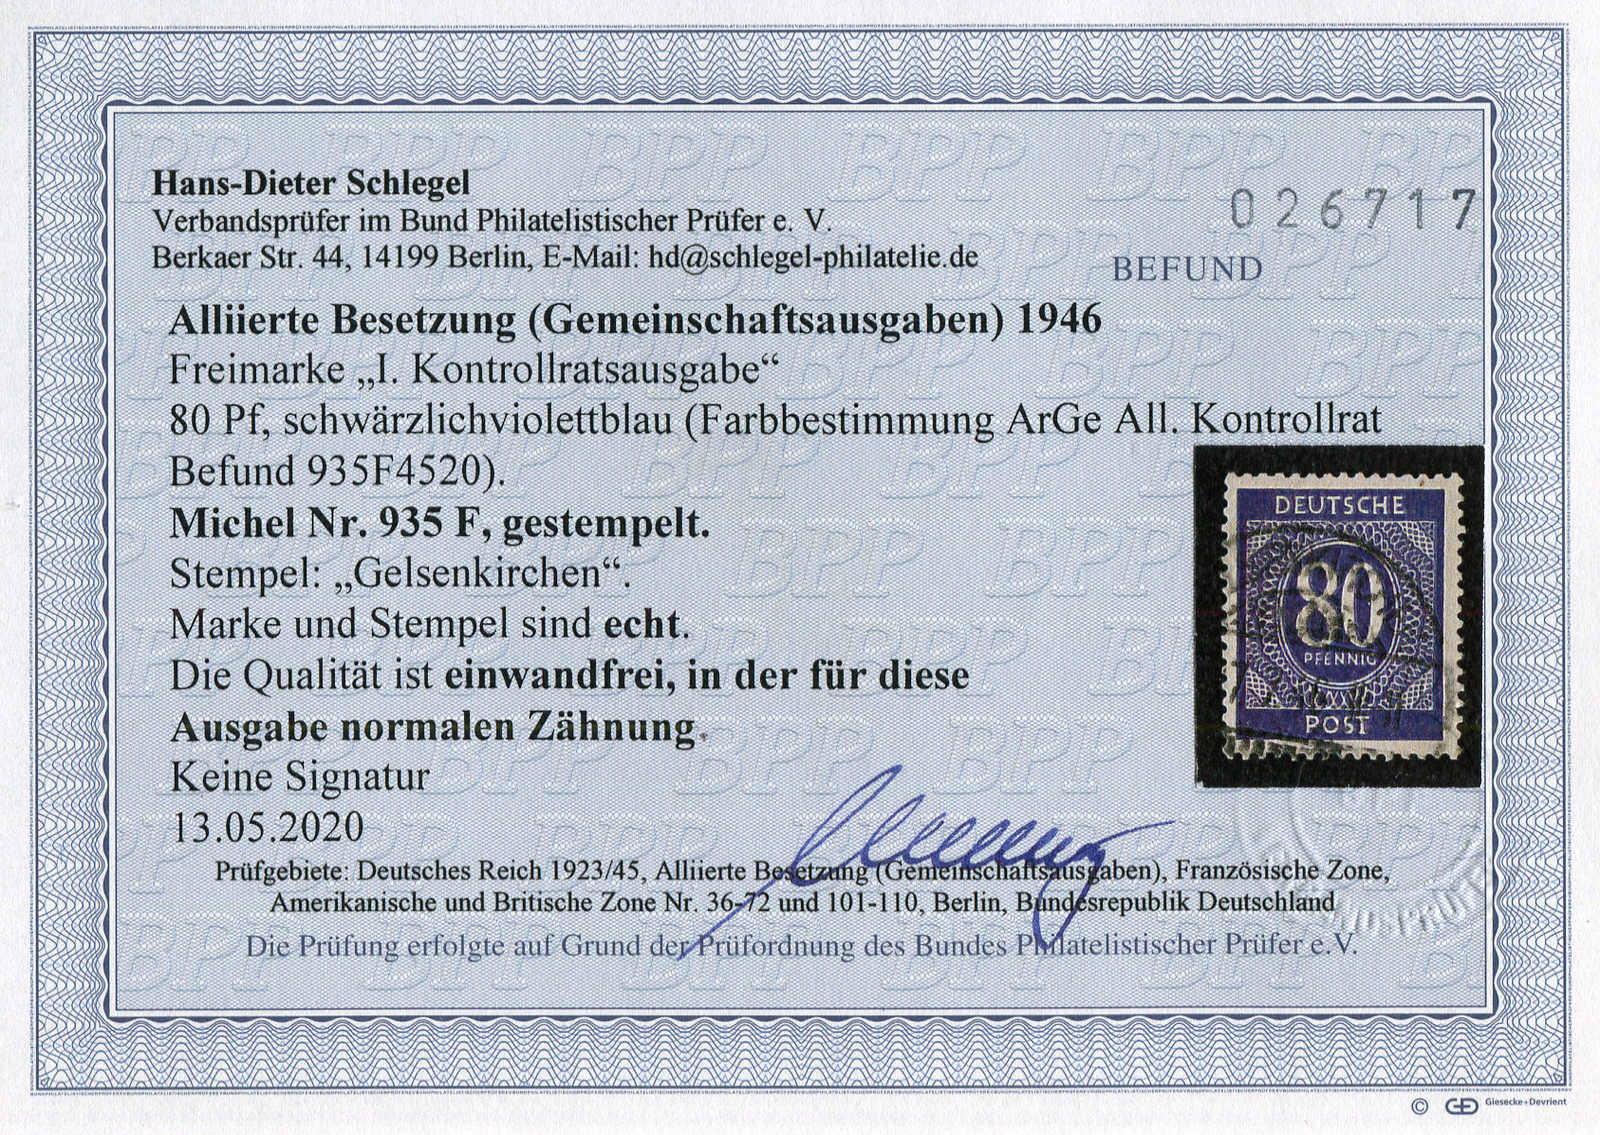 Hans-Dieter Schlegel
Verbandsprüfer im Bund Philatelistischer Prüfer e. V.
Berkaer Str. 44, 14199 Berlin, E-Mail: hd@schlegel-philatelie.de
026717
BEFUND
Alliierte Besetzung (Gemeinschaftsausgaben) 1946
Freimarke „I. Kontrollratsausgabe“
80 Pf, schwärzlichviolettblau (Farbbestimmung ArGe All. Kontrollrat
Befund 935F4520).
Michel Nr. 935 F, gestempelt.
Stempel: „Gelsenkirchen“.
Marke und Stempel sind echt.
Die Qualität ist einwandfrei, in der für diese
Ausgabe normalen Zähnung.
Keine Signatur
13.05.2020
DEUTSCHE
80
PFENNIG
POST
Prüfgebiete: Deutsches Reich 1923/45, Alliierte Besetzung (Gemeinschaftsausgaben), Französische Zone,
Amerikanische und Britische Zone Nr. 36-72 und 101-110, Berlin, Bundesrepublik Deutschland
Die Prüfung erfolgte auf Grund der Prüfordnung des Bundes Philatelistischer Prüfer e.V.
© GD Giesecke+Devrient